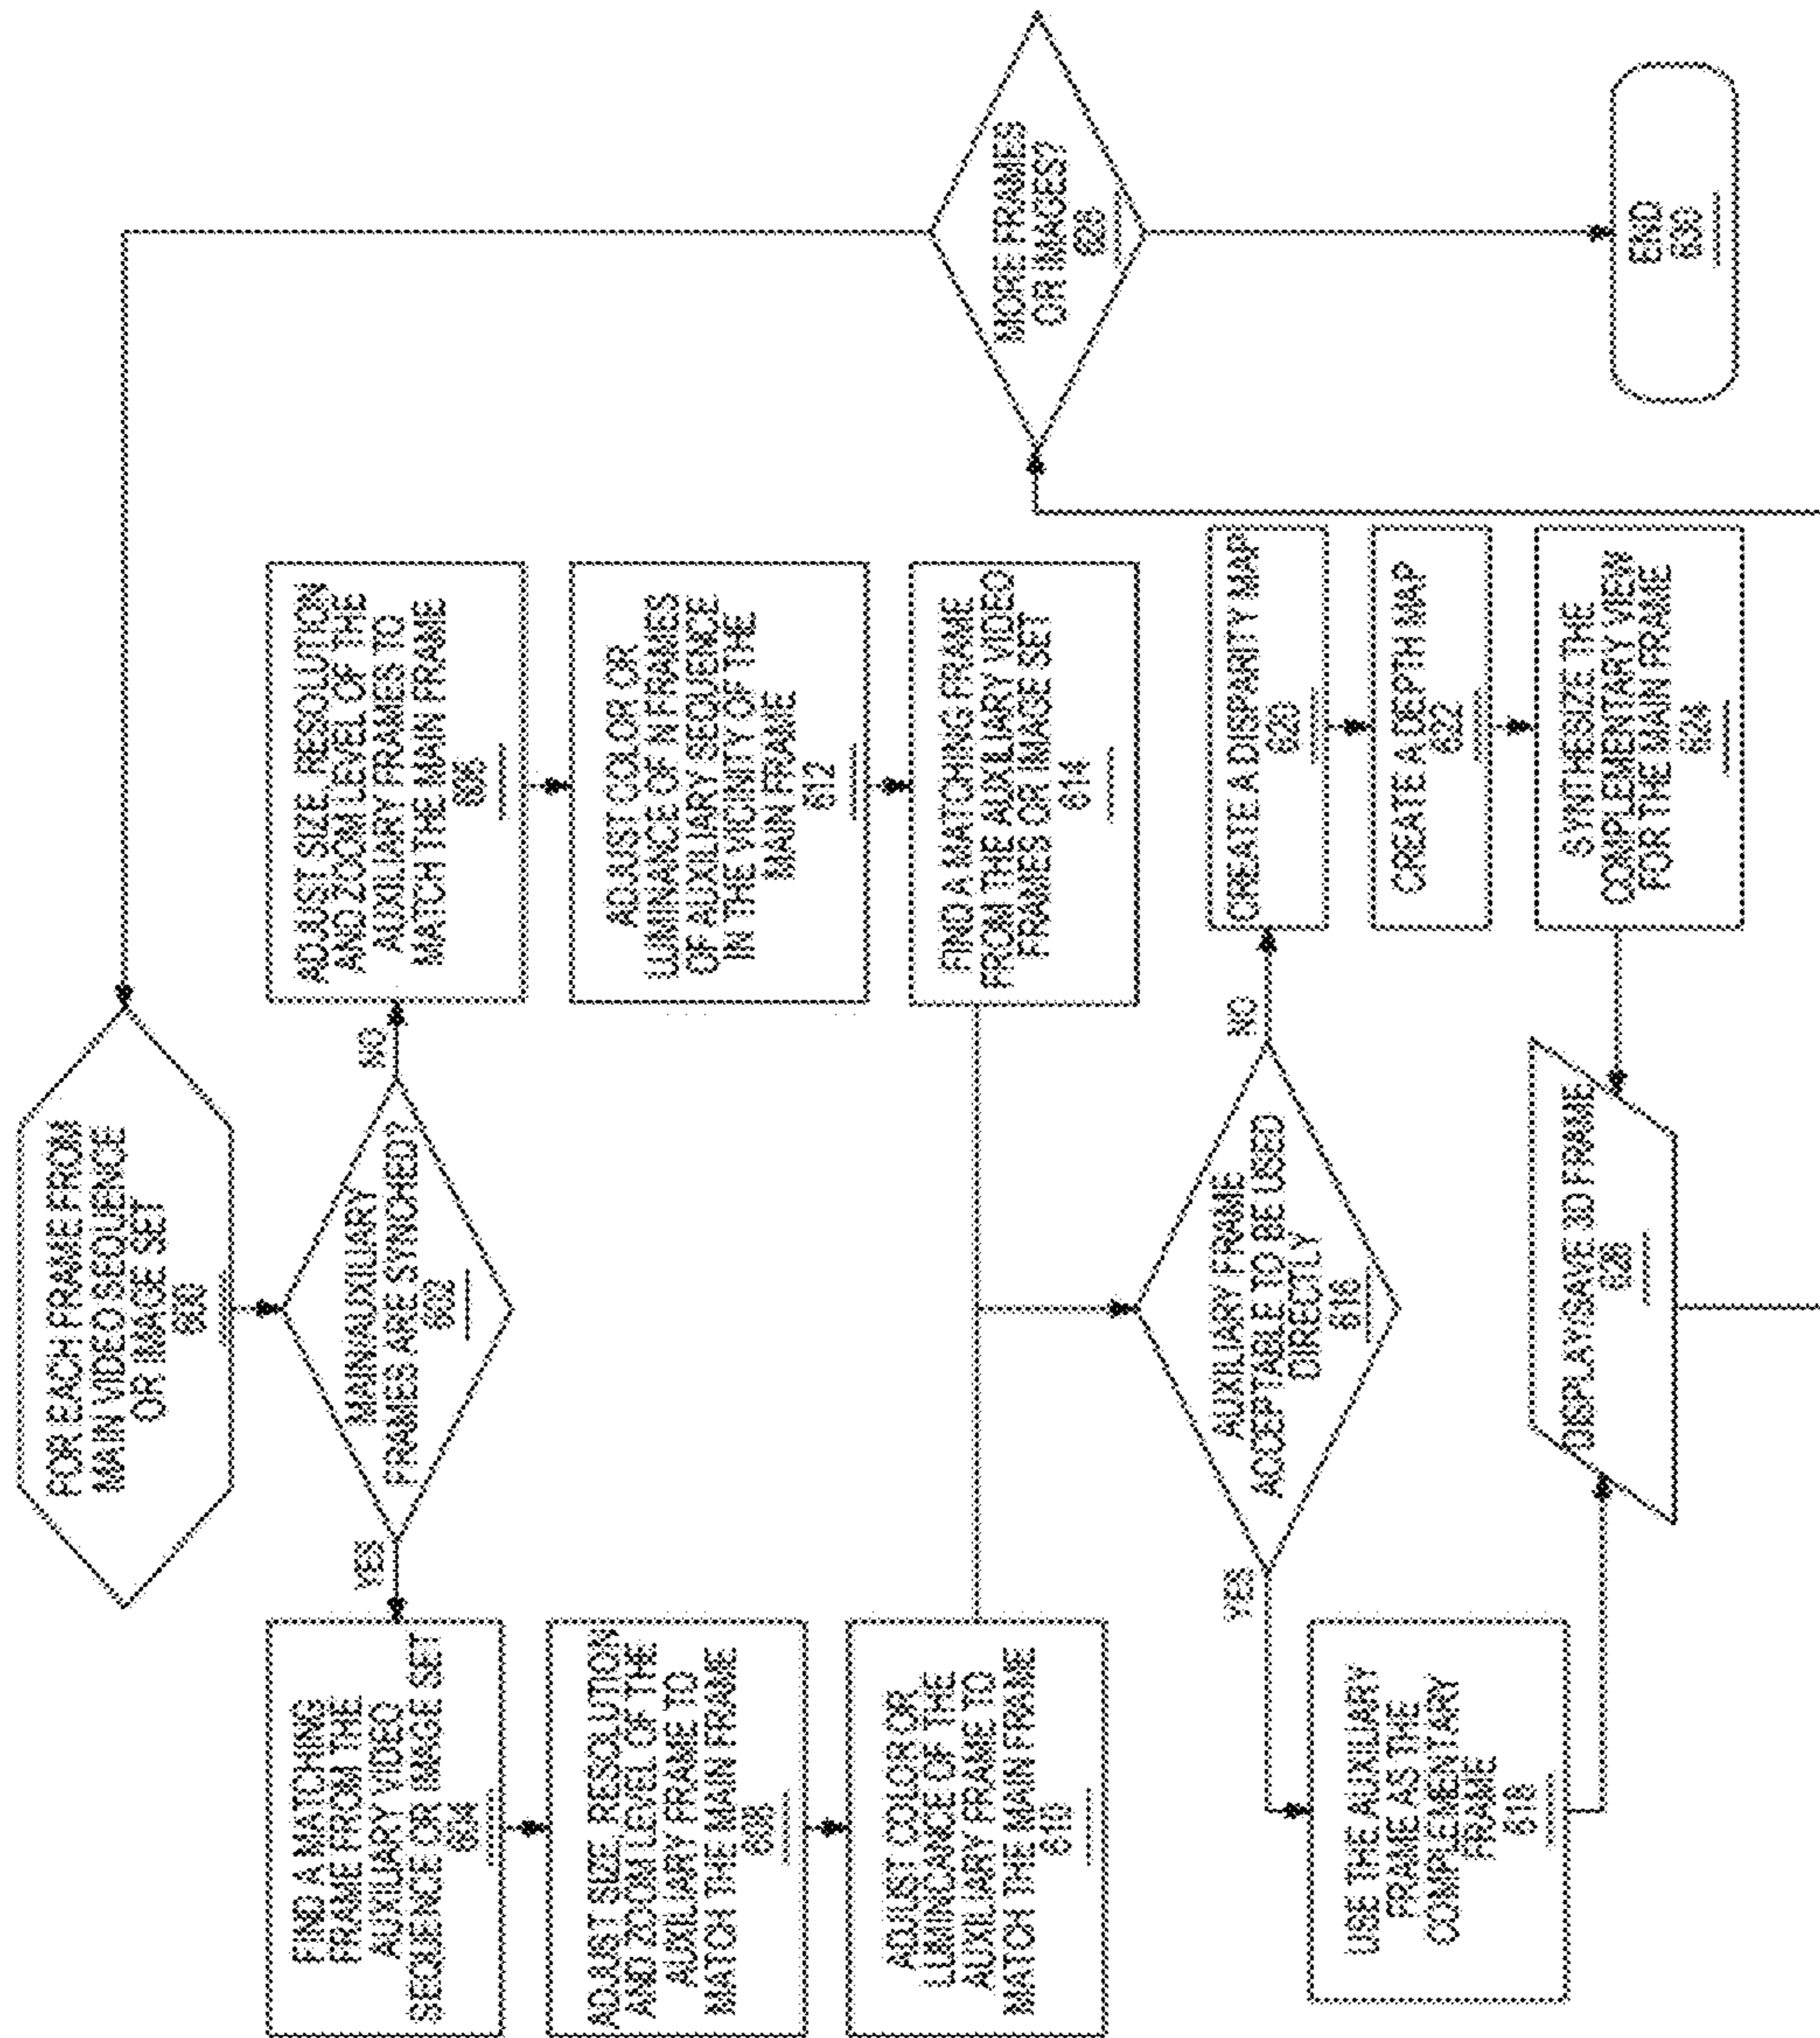 FOR EACH FRAME FROM
MAIN VIDEO SEQUENCE
OR IMAGE SET
600
MAIN/AUXILIARY
FRAMES ARE SYNCHED?
602
YES
NO
FIND A MATCHING
FRAME FROM THE
AUXILIARY VIDEO
SEQUENCE OR IMAGE SET
604
ADJUST SIZE, RESOLUTION
AND ZOOM LEVEL OF THE
AUXILIARY FRAME TO
MATCH THE MAIN FRAME
ADJUST COLOR OR
LUMINCANCE OF THE
AUXILIARY FRAME TO
MATCH THE MAIN FRAME
610
ADJUST SIZE, RESOLUTION
AND ZOOM LEVEL OF THE
AUXILIARY FRAMES TO
MATCH THE MAIN FRAME
ADJUST COLOR OR
LUMINANCE OF N FRAMES
OF AUXILIARY SEQUENCE
IN THE VICINITY OF THE
MAIN FRAME
612
FIND A MATCHING FRAME
FROM THE AUXILIARY VIDEO
FRAMES OR IMAGE SET
614
AUXILIARY FRAME
ACCEPTABLE TO BE USED
DIRECTLY
616
YES
NO
USE THE AUXILIARY
FRAME AS TIE
COMPLEMENTARY
FRAME
618
CREATE A DISPARITY MAP
620
CREATE A DEPTH MAP
622
SYNTHESIZE THE
COMPLEMENTARY VIEW
FOR THE MAIN FRAME
624
DISPLAY/SAVE 3D FRAME
MORE FRAMES
OR IMAGES?
628
END
630